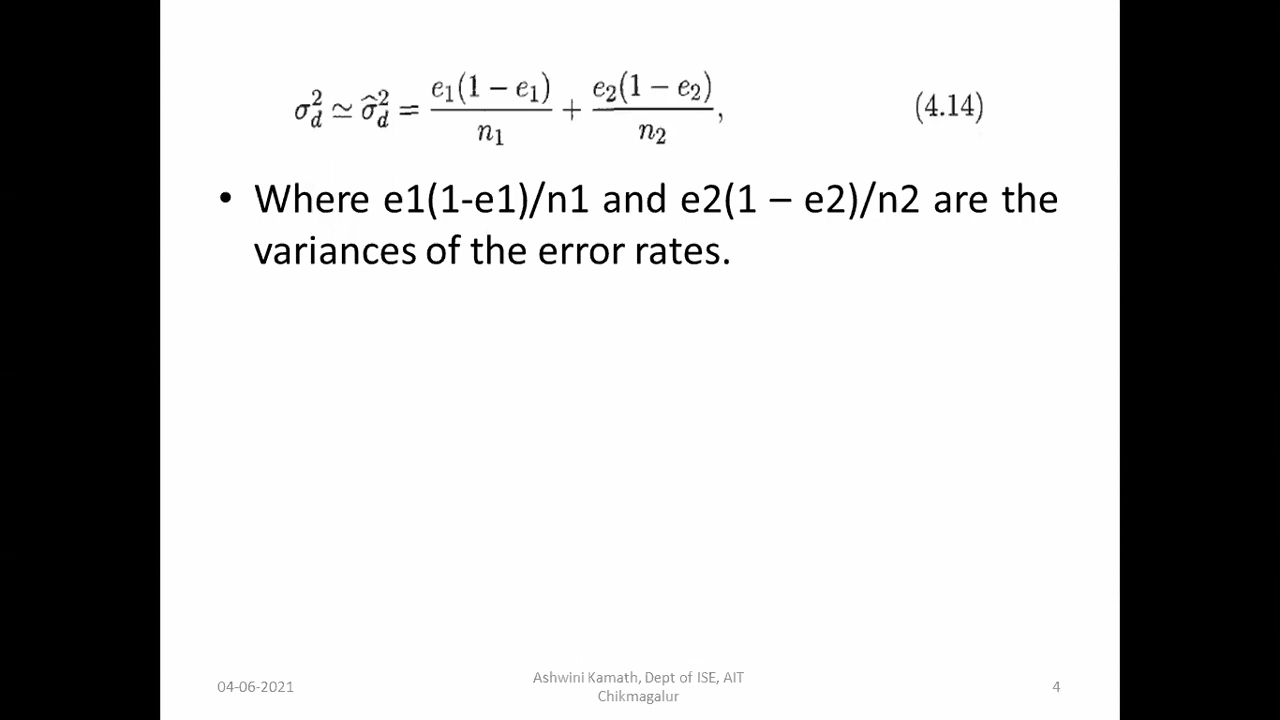 σ_d^2 ≃ σ̂_d^2 = e_1(1 − e_1)/n_1 + e_2(1 − e_2)/n_2, (4.14)
• Where e1(1-e1)/n1 and e2(1 – e2)/n2 are the
variances of the error rates.
04-06-2021
Ashwini Kamath, Dept of ISE, AIT
Chikmagalur
4